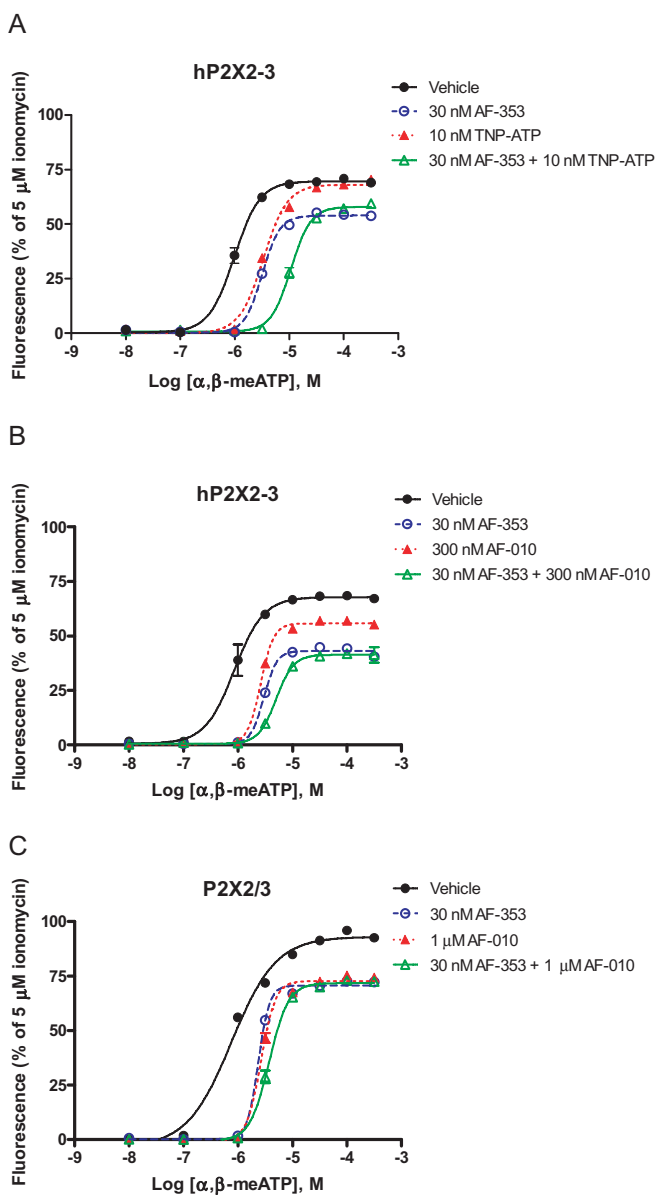 A
hP2X2-3
Vehicle
30 nM AF-353
10 nM TNP-ATP
30 nM AF-353 + 10 nM TNP-ATP
Fluorescence (% of 5 μM ionomycin)
100
75
50
25
0
-9 -8 -7 -6 -5 -4 -3
Log [α,β-meATP], M
B
hP2X2-3
Vehicle
30 nM AF-353
300 nM AF-010
30 nM AF-353 + 300 nM AF-010
Fluorescence (% of 5 μM ionomycin)
100
75
50
25
0
-9 -8 -7 -6 -5 -4 -3
Log [α,β-meATP], M
C
P2X2/3
Vehicle
30 nM AF-353
1 μM AF-010
30 nM AF-353 + 1 μM AF-010
Fluorescence (% of 5 μM ionomycin)
100
75
50
25
0
-9 -8 -7 -6 -5 -4 -3
Log [α,β-meATP], M